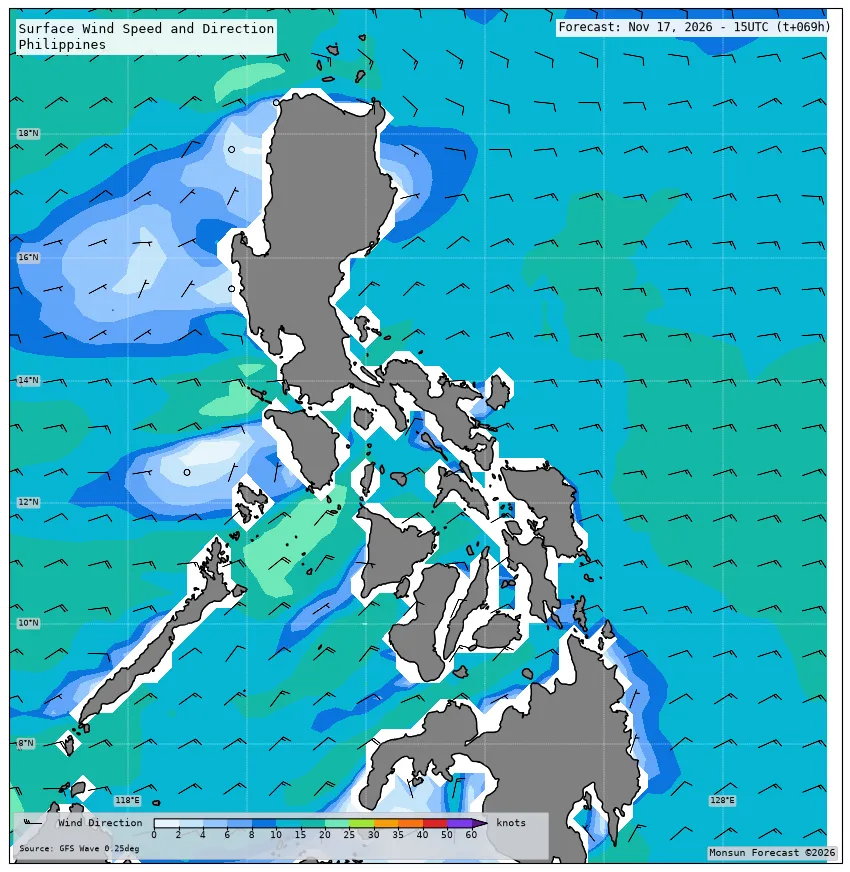 Surface Wind Speed and Direction
Philippines
Forecast: Nov 17, 2026 - 15UTC (t+069h)
18°N
16°N
14°N
12°N
10°N
8°N
118°E
128°E
Wind Direction
0 2 4 6 8 10 15 20 25 30 35 40 50 60
knots
Source: GFS Wave 0.25deg
Monsun Forecast ©2026